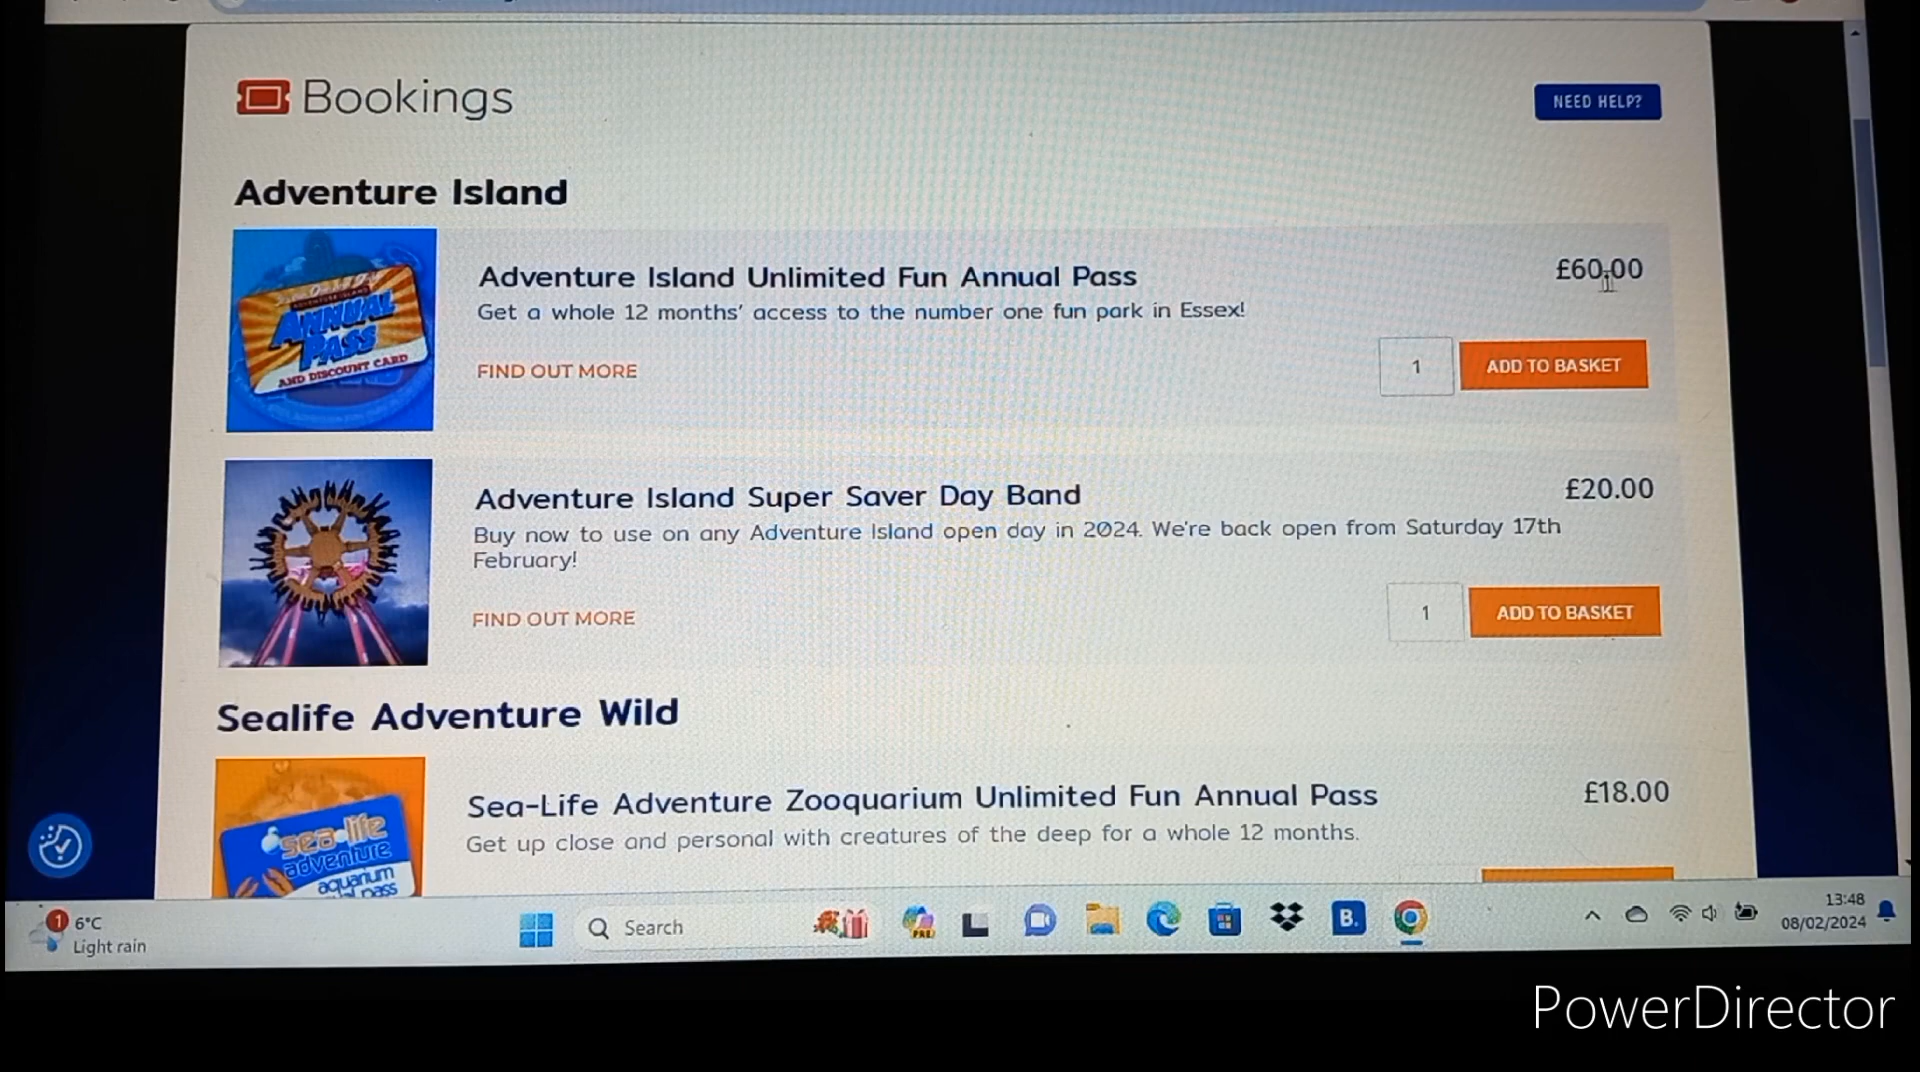 Bookings
NEED HELP?
Adventure Island
ANNUAL
PASS
AND DISCOUNT CARD
Adventure Island Unlimited Fun Annual Pass
£60.00
Get a whole 12 months' access to the number one fun park in Essex!
FIND OUT MORE
1
ADD TO BASKET
Adventure Island Super Saver Day Band
£20.00
Buy now to use on any Adventure Island open day in 2024. We're back open from Saturday 17th
February!
FIND OUT MORE
1
ADD TO BASKET
Sealife Adventure Wild
sea-life
adventure
aquarium
Sea-Life Adventure Zooquarium Unlimited Fun Annual Pass
£18.00
Get up close and personal with creatures of the deep for a whole 12 months.
1
6°C
Light rain
Search
PRE
B.
13:48
08/02/2024
PowerDirector